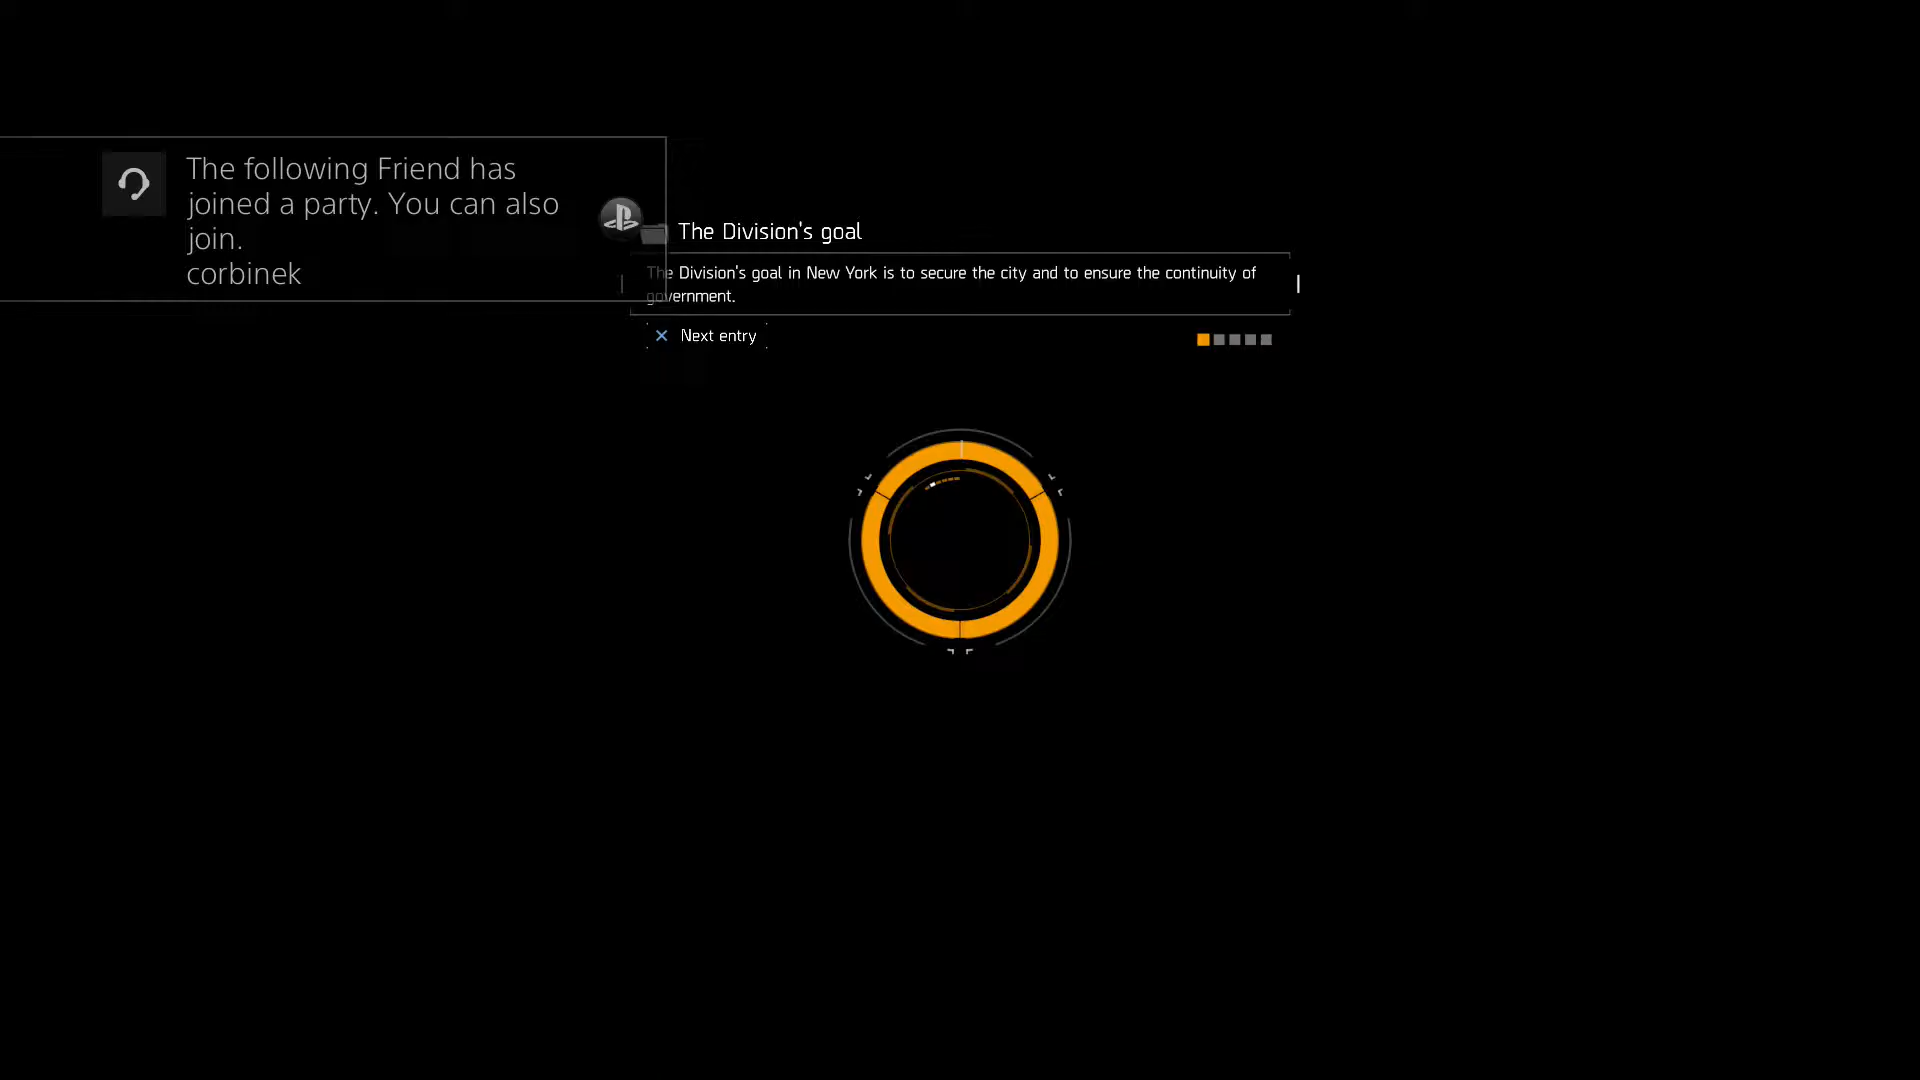 The following Friend has
joined a party. You can also
join.
corbinek
The Division's goal
The Division's goal in New York is to secure the city and to ensure the continuity of
government.
Next entry